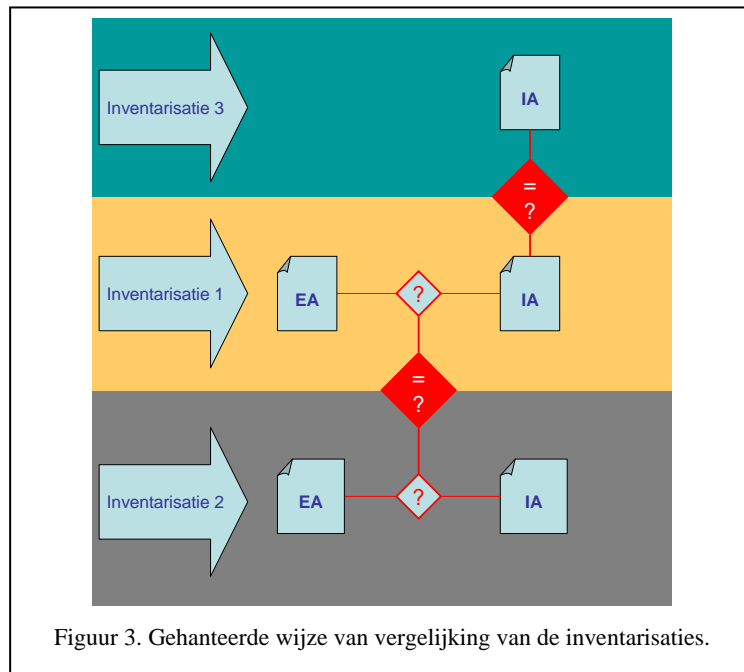 Inventarisatie 3
IA
=
?
Inventarisatie 1
EA
?
IA
=
?
Inventarisatie 2
EA
?
IA
Figuur 3. Gehanteerde wijze van vergelijking van de inventarisaties.